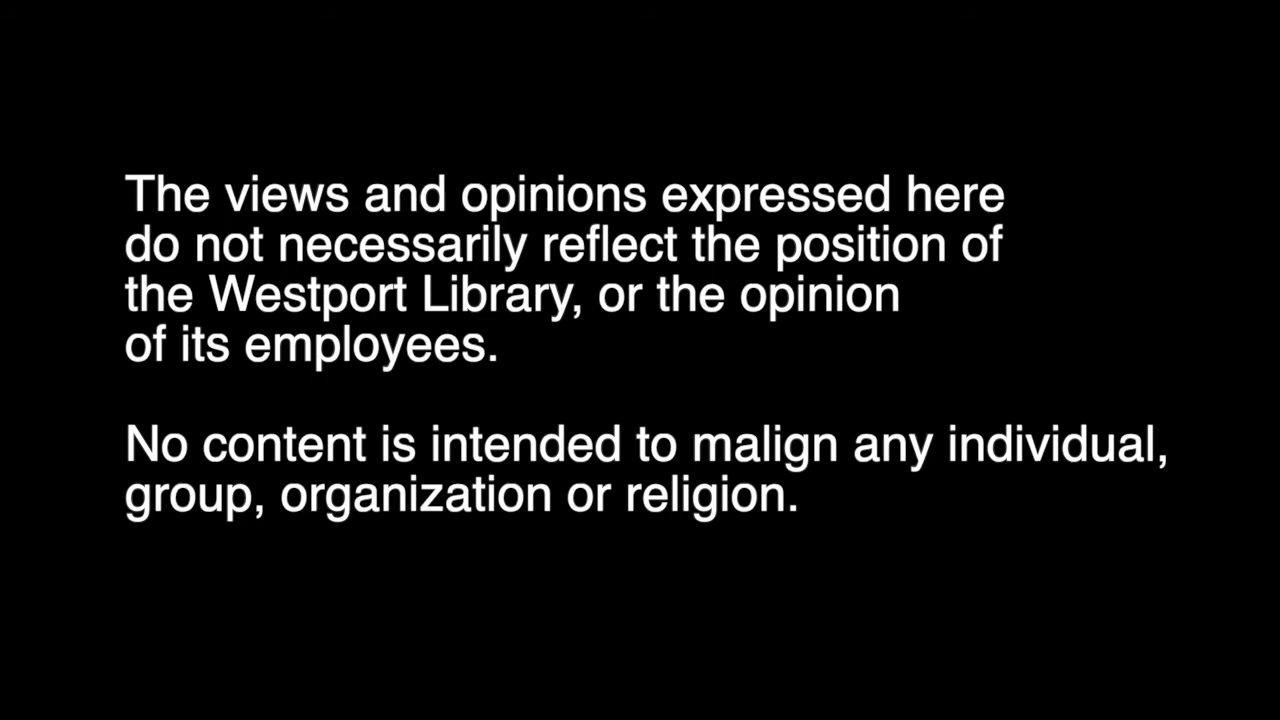 The views and opinions expressed here
do not necessarily reflect the position of
the Westport Library, or the opinion
of its employees.
No content is intended to malign any individual,
group, organization or religion.